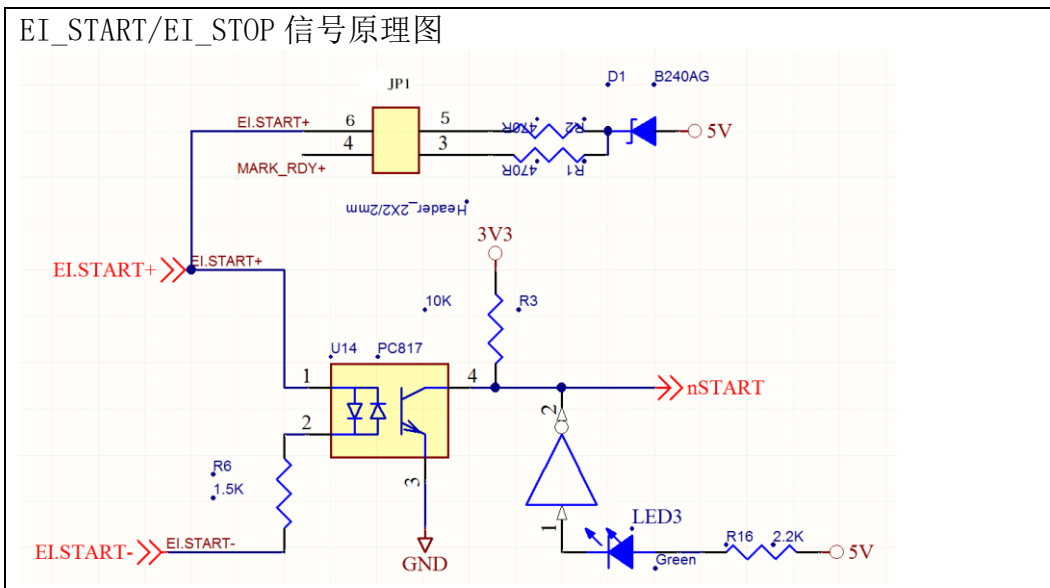 EI_START/EI_STOP 信号原理图
D1 B240AG
JP1
EI.START+ 6 5 470R R2 5V
MARK_RDY+ 4 3 470R R1
Header_2X2/2mm
3V3
EI.START+ EI.START+
10K R3
U14 PC817
1 4 nSTART
2 2
R6
1.5K
3
LED3
1
R16 2.2K 5V
EI.START- EI.START- GND Green